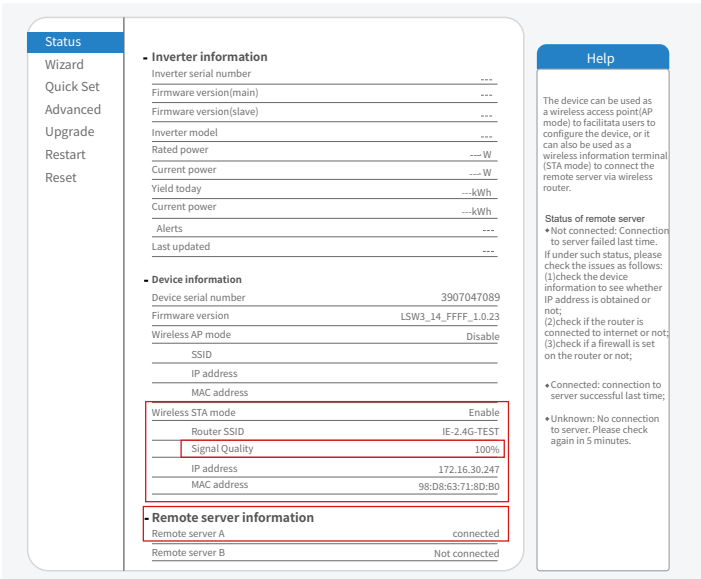 Status
Wizard
Quick Set
Advanced
Upgrade
Restart
Reset
- Inverter information
Inverter serial number ---
Firmware version(main) ---
Firmware version(slave) ---
Inverter model ---
Rated power --- W
Current power --- W
Yield today ---kWh
Current power ---kWh
Alerts ---
Last updated ---
- Device information
Device serial number 3907047089
Firmware version LSW3_14_FFFF_1.0.23
Wireless AP mode Disable
SSID
IP address
MAC address
Wireless STA mode Enable
Router SSID IE-2.4G-TEST
Signal Quality 100%
IP address 172.16.30.247
MAC address 98:D8:63:71:8D:B0
- Remote server information
Remote server A connected
Remote server B Not connected
Help
The device can be used as
a wireless access point(AP
mode) to facilitata users to
configure the device, or it
can also be used as a
wireless information terminal
(STA mode) to connect the
remote server via wireless
router.
Status of remote server
◆Not connected: Connection
to server failed last time.
If under such status, please
check the issues as follows:
(1)check the device
information to see whether
IP address is obtained or
not;
(2)check if the router is
connected to internet or not;
(3)check if a firewall is set
on the router or not;
◆Connected: connection to
server successful last time;
◆Unknown: No connection
to server. Please check
again in 5 minutes.